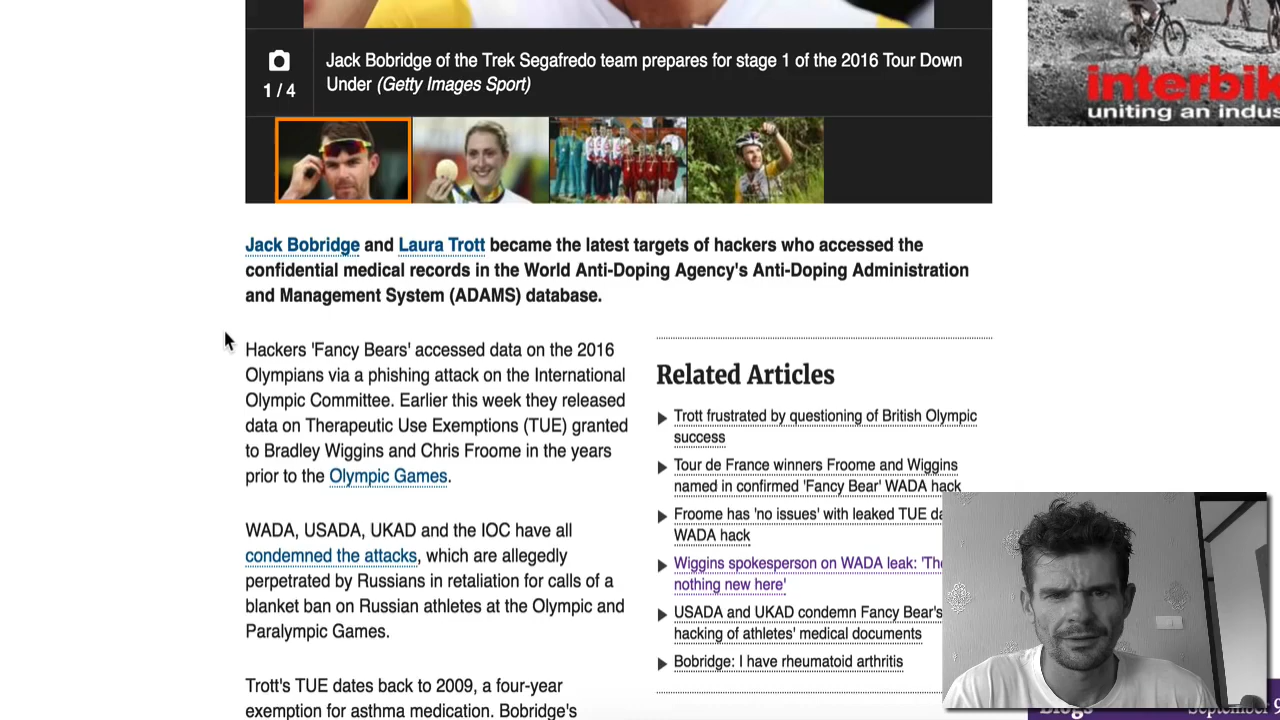 Jack Bobridge of the Trek Segafredo team prepares for stage 1 of the 2016 Tour Down
Under (Getty Images Sport)
1 / 4
uniting an indus
Jack Bobridge and Laura Trott became the latest targets of hackers who accessed the
confidential medical records in the World Anti-Doping Agency's Anti-Doping Administration
and Management System (ADAMS) database.
Hackers 'Fancy Bears' accessed data on the 2016
Olympians via a phishing attack on the International
Olympic Committee. Earlier this week they released
data on Therapeutic Use Exemptions (TUE) granted
to Bradley Wiggins and Chris Froome in the years
prior to the Olympic Games.
WADA, USADA, UKAD and the IOC have all
condemned the attacks, which are allegedly
perpetrated by Russians in retaliation for calls of a
blanket ban on Russian athletes at the Olympic and
Paralympic Games.
Trott's TUE dates back to 2009, a four-year
exemption for asthma medication. Bobridge's
Related Articles
Trott frustrated by questioning of British Olympic
success
Tour de France winners Froome and Wiggins
named in confirmed 'Fancy Bear' WADA hack
Froome has 'no issues' with leaked TUE da
WADA hack
Wiggins spokesperson on WADA leak: 'The
nothing new here'
USADA and UKAD condemn Fancy Bear's
hacking of athletes' medical documents
Bobridge: I have rheumatoid arthritis